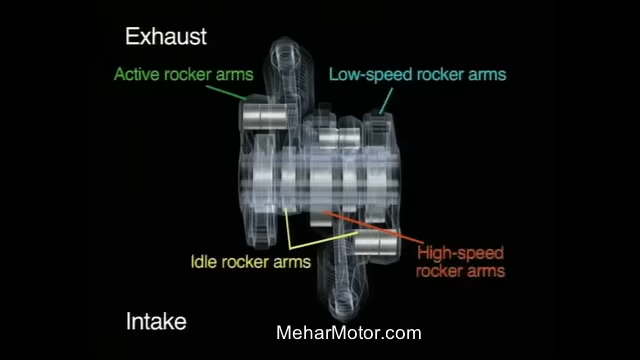 Exhaust
Active rocker arms
Low-speed rocker arms
Idle rocker arms
High-speed
rocker arms
Intake
MeharMotor.com